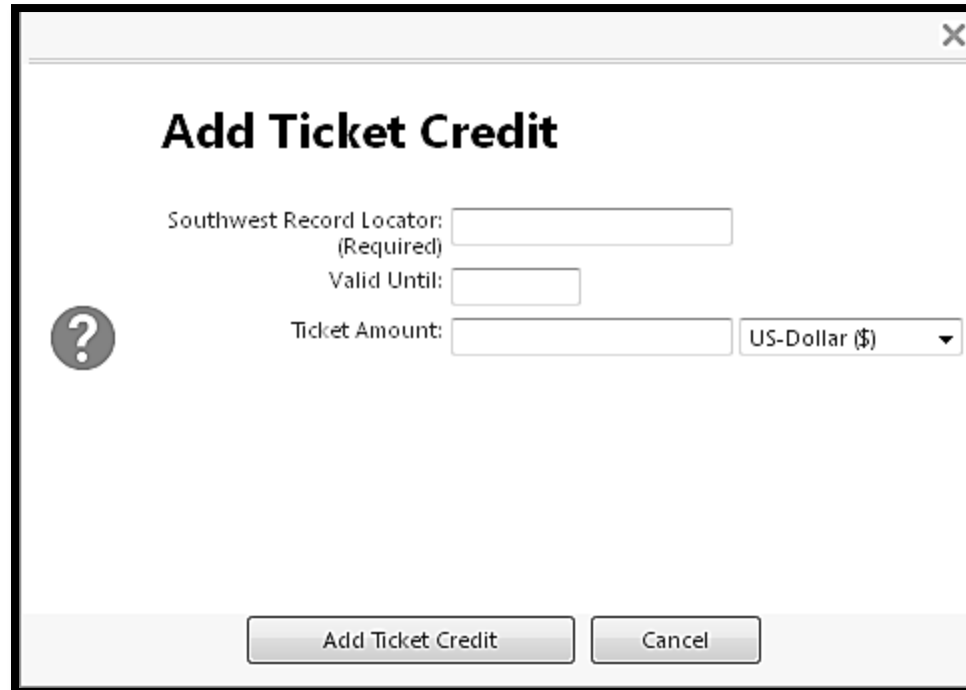 Add Ticket Credit
Southwest Record Locator:
(Required)
Valid Until:
Ticket Amount:
US-Dollar ($)
Add Ticket Credit
Cancel